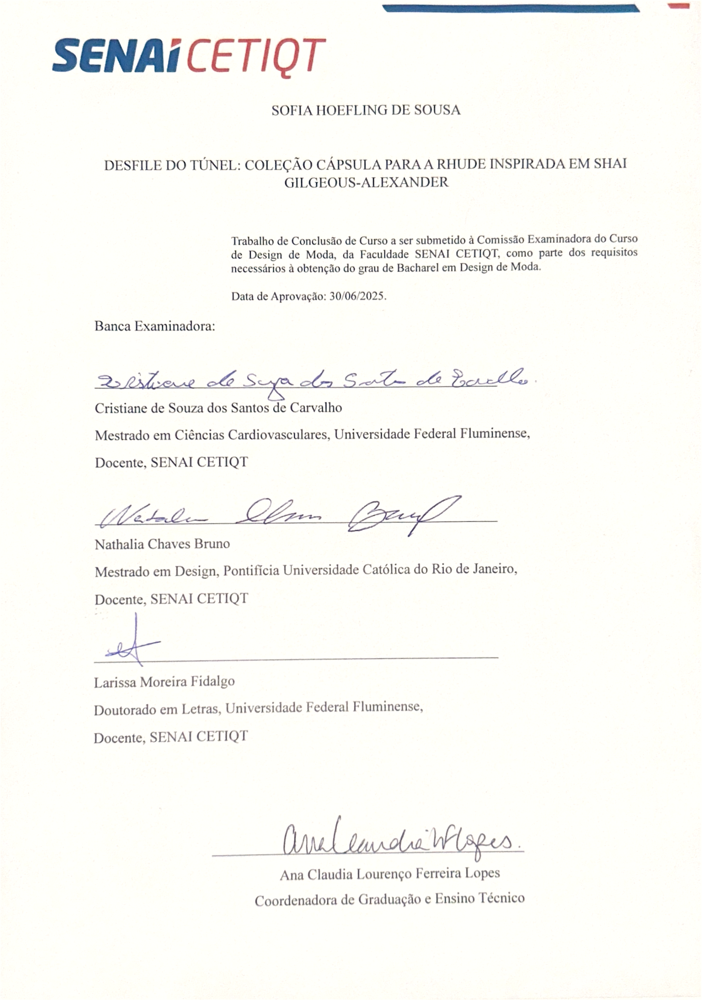 SENAI CETIQT
SOFIA HOEFLING DE SOUSA
DESFILE DO TÚNEL: COLEÇÃO CÁPSULA PARA A RHUDE INSPIRADA EM SHAI
GILGEOUS-ALEXANDER
Trabalho de Conclusão de Curso a ser submetido à Comissão Examinadora do Curso
de Design de Moda, da Faculdade SENAI CETIQT, como parte dos requisitos
necessários à obtenção do grau de Bacharel em Design de Moda.
Data de Aprovação: 30/06/2025.
Banca Examinadora:
Cristiane de Souza dos Santos de Carvalho
Cristiane de Souza dos Santos de Carvalho
Mestrado em Ciências Cardiovasculares, Universidade Federal Fluminense,
Docente, SENAI CETIQT
Nathalia Chaves Bruno
Mestrado em Design, Pontifícia Universidade Católica do Rio de Janeiro,
Docente, SENAI CETIQT
Larissa Moreira Fidalgo
Doutorado em Letras, Universidade Federal Fluminense,
Docente, SENAI CETIQT
Ana Claudia LF Lopes.
Ana Claudia Lourenço Ferreira Lopes
Coordenadora de Graduação e Ensino Técnico